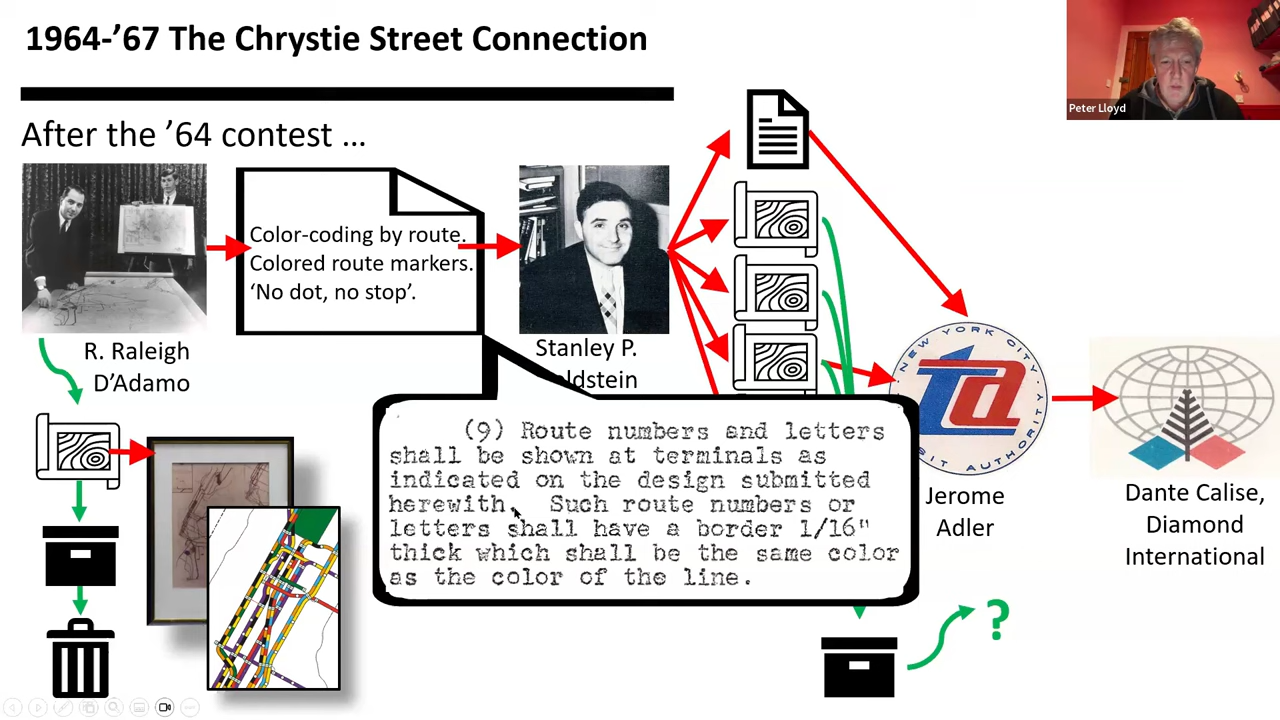 1964-’67 The Chrystie Street Connection
Peter Lloyd
After the ’64 contest …
Color-coding by route.
Colored route markers.
‘No dot, no stop’.
R. Raleigh
D’Adamo
Stanley P.
ldstein
(9) Route numbers and letters
shall be shown at terminals as
indicated on the design submitted
herewith. Such route numbers or
letters shall have a border 1/16"
thick which shall be the same color
as the color of the line.
NEW YORK CITY
ta
SIT AUTHORITY
Jerome
Adler
Dante Calise,
Diamond
International
?